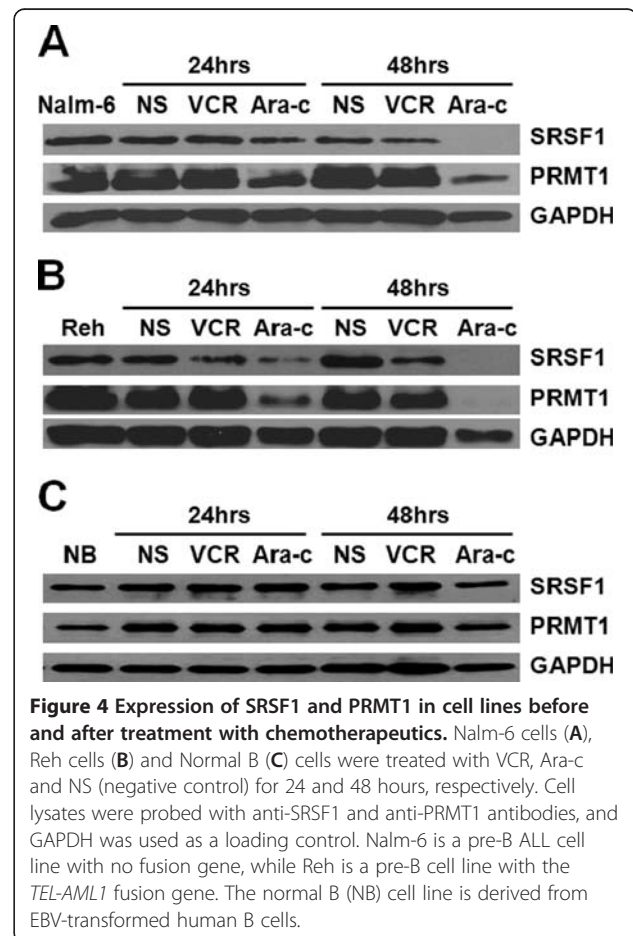 A
24hrs 48hrs
Nalm-6 NS VCR Ara-c NS VCR Ara-c
SRSF1
PRMT1
GAPDH
B
24hrs 48hrs
Reh NS VCR Ara-c NS VCR Ara-c
SRSF1
PRMT1
GAPDH
C
24hrs 48hrs
NB NS VCR Ara-c NS VCR Ara-c
SRSF1
PRMT1
GAPDH
Figure 4 Expression of SRSF1 and PRMT1 in cell lines before
and after treatment with chemotherapeutics. Nalm-6 cells (A),
Reh cells (B) and Normal B (C) cells were treated with VCR, Ara-c
and NS (negative control) for 24 and 48 hours, respectively. Cell
lysates were probed with anti-SRSF1 and anti-PRMT1 antibodies, and
GAPDH was used as a loading control. Nalm-6 is a pre-B ALL cell
line with no fusion gene, while Reh is a pre-B cell line with the
TEL-AML1 fusion gene. The normal B (NB) cell line is derived from
EBV-transformed human B cells.